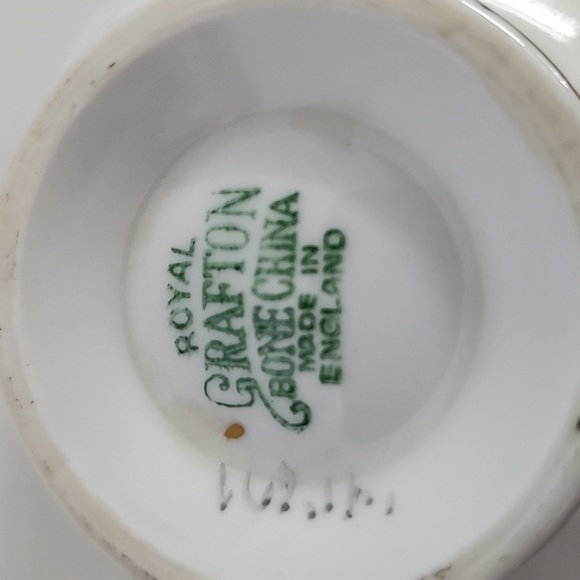 ROYAL
GRAFTON
BONE CHINA
MADE IN
ENGLAND